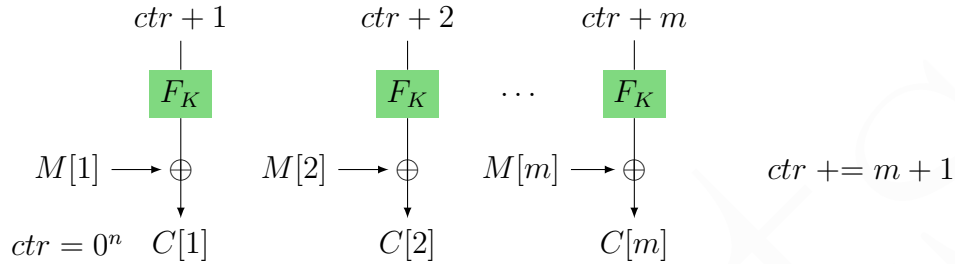 ctr + 1 ctr + 2 ctr + m
F_K F_K ⋯ F_K
M[1] ⊕ M[2] ⊕ M[m] ⊕ ctr += m + 1
ctr = 0^n C[1] C[2] C[m]